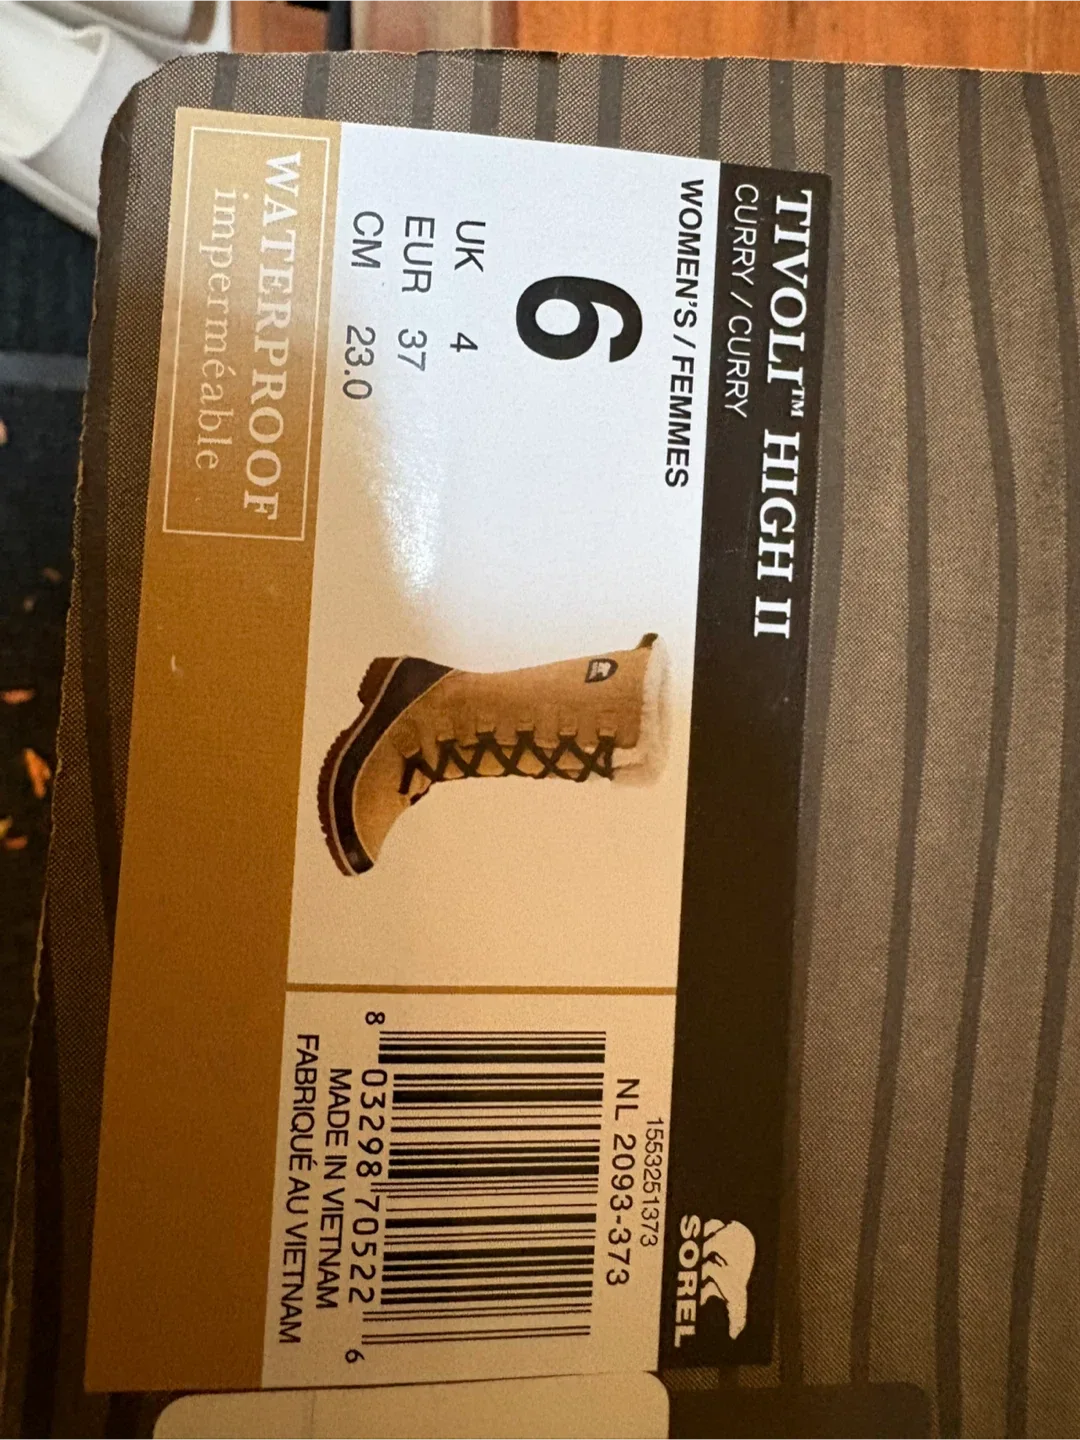 TIVOLI™ HIGH II
CURRY / CURRY
WOMEN'S / FEMMES
6
UK 4
EUR 37
CM 23.0
WATERPROOF
imperméable
SOREL
1553251373
NL 2093-373
8 03298 70522 6
MADE IN VIETNAM
FABRIQUÉ AU VIETNAM